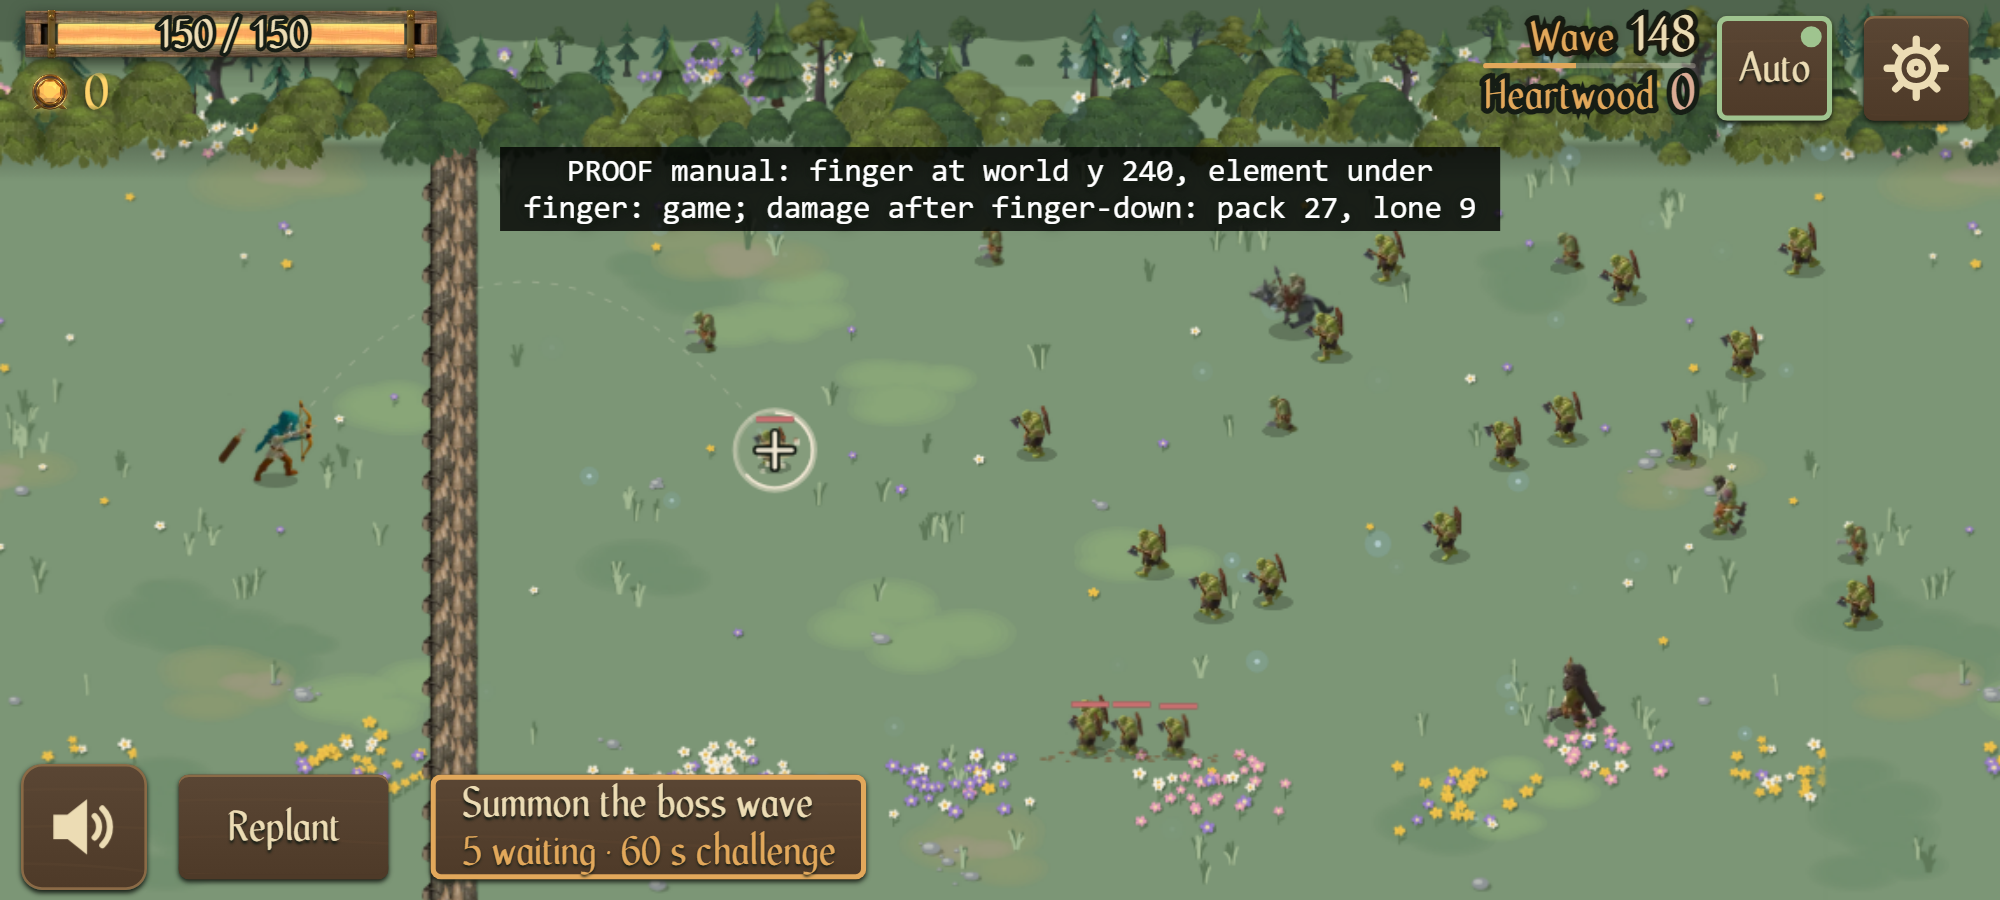 150 / 150
0
Wave 148
Heartwood 0
Auto
PROOF manual: finger at world y 240, element under
finger: game; damage after finger-down: pack 27, lone 9
Replant
Summon the boss wave
5 waiting · 60 s challenge